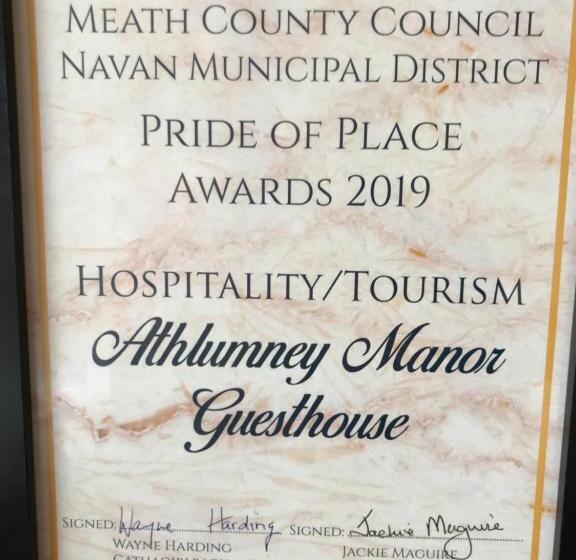 MEATH COUNTY COUNCIL
NAVAN MUNICIPAL DISTRICT
PRIDE OF PLACE
AWARDS 2019
HOSPITALITY/TOURISM
Athlumney Manor
Guesthouse
SIGNED: Wayne Harding SIGNED: Jackie Maguire
WAYNE HARDING JACKIE MAGUIRE